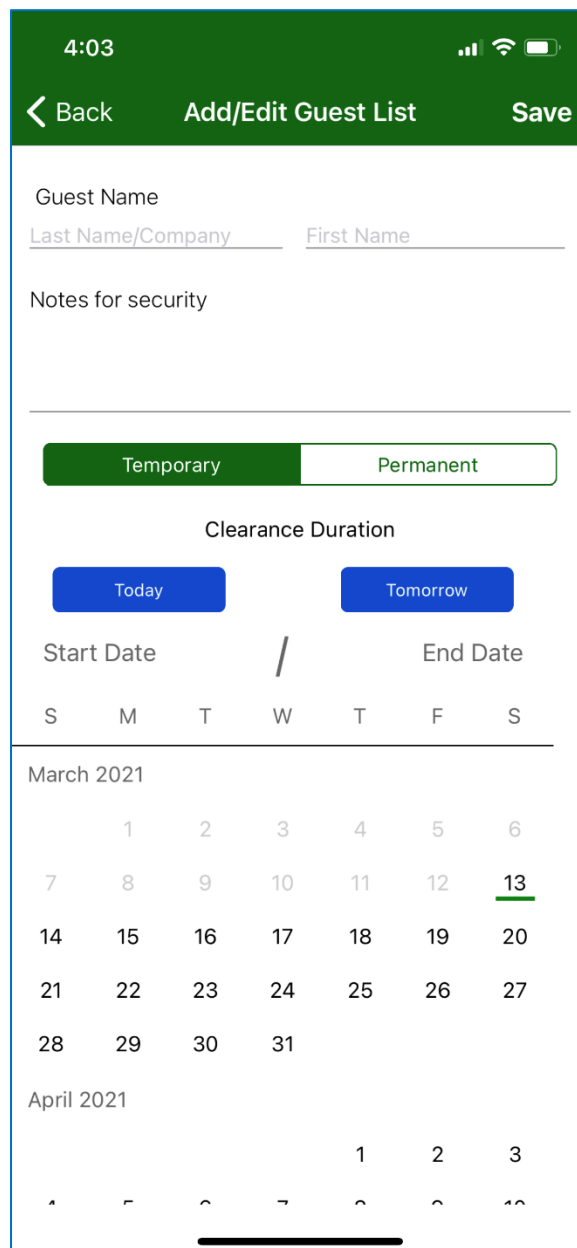 4:03
Back Add/Edit Guest List Save
Guest Name
Last Name/Company First Name
Notes for security
Temporary Permanent
Clearance Duration
Today Tomorrow
Start Date / End Date
S M T W T F S
March 2021
1 2 3 4 5 6
7 8 9 10 11 12 13
14 15 16 17 18 19 20
21 22 23 24 25 26 27
28 29 30 31
April 2021
1 2 3